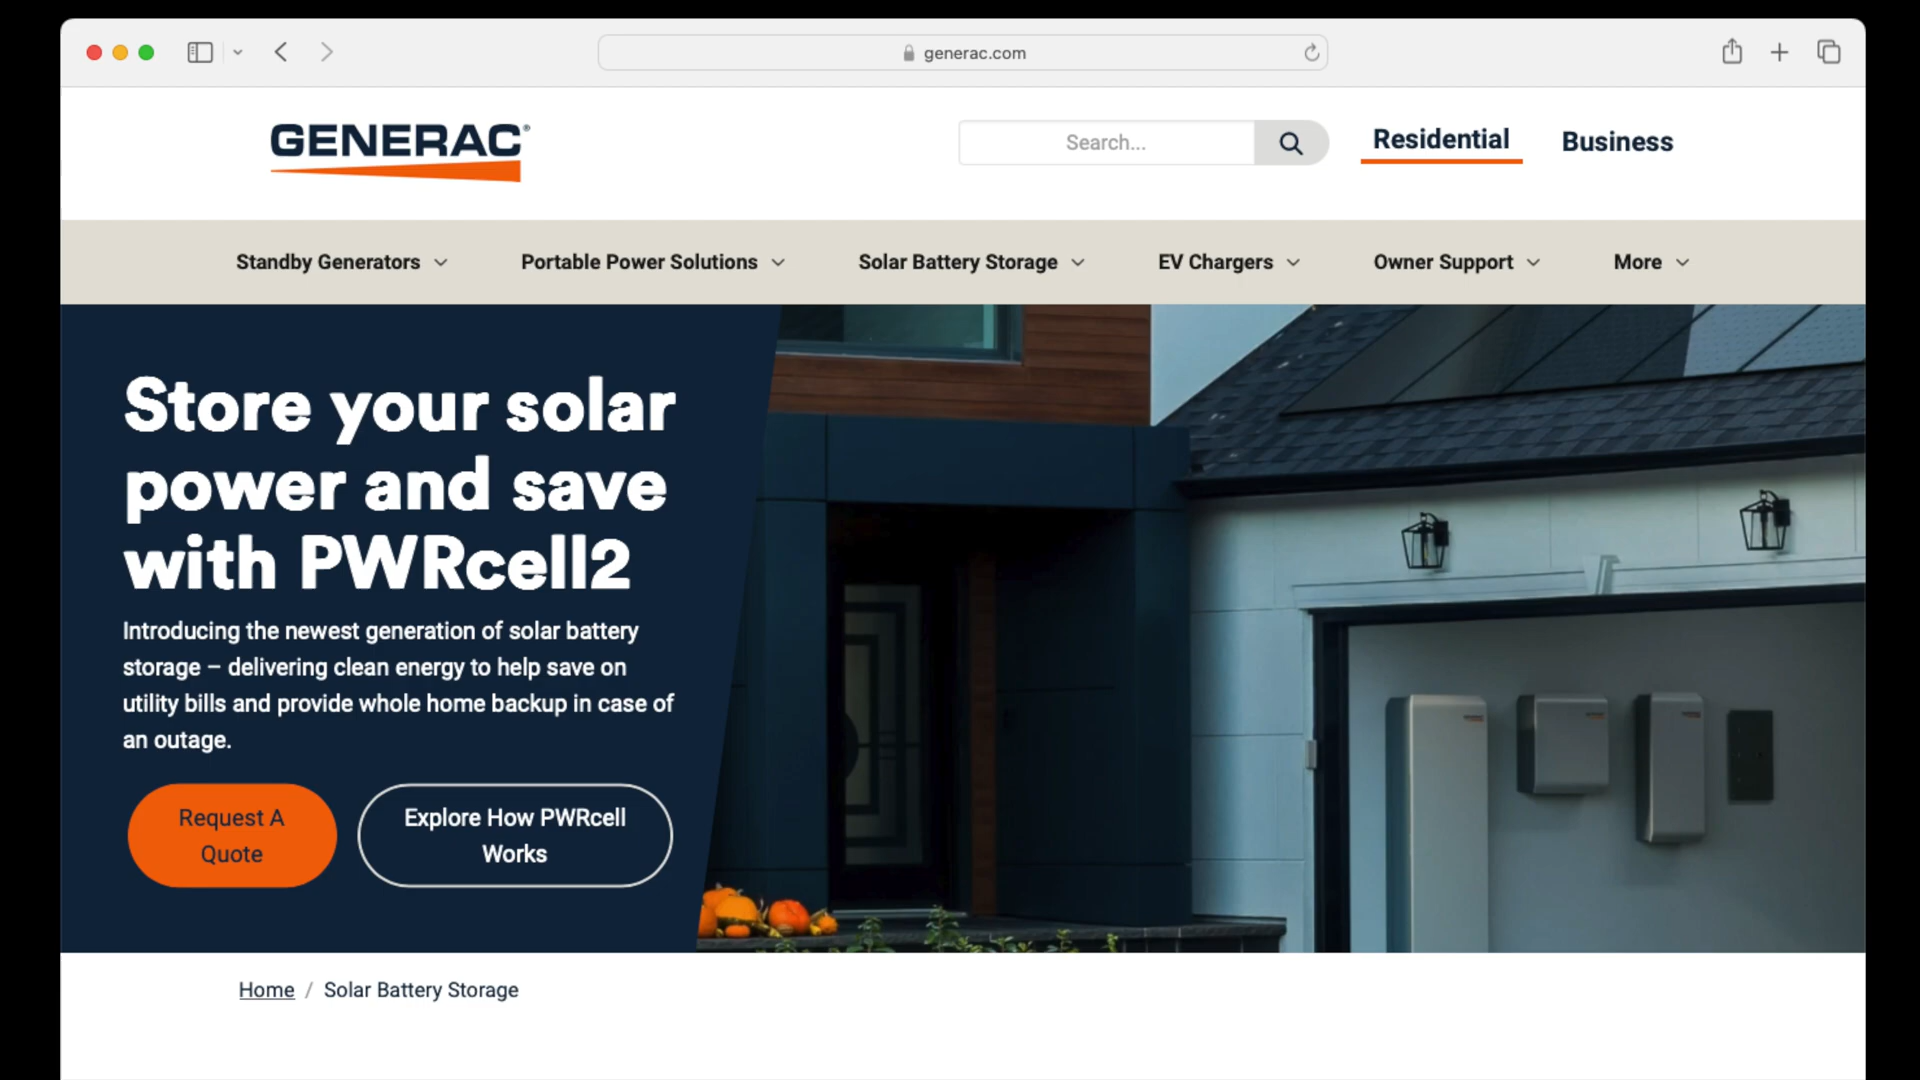 generac.com
GENERAC®
Search...
Residential
Business
Standby Generators
Portable Power Solutions
Solar Battery Storage
EV Chargers
Owner Support
More
Store your solar
power and save
with PWRcell2
Introducing the newest generation of solar battery
storage – delivering clean energy to help save on
utility bills and provide whole home backup in case of
an outage.
Request A
Quote
Explore How PWRcell
Works
Home / Solar Battery Storage